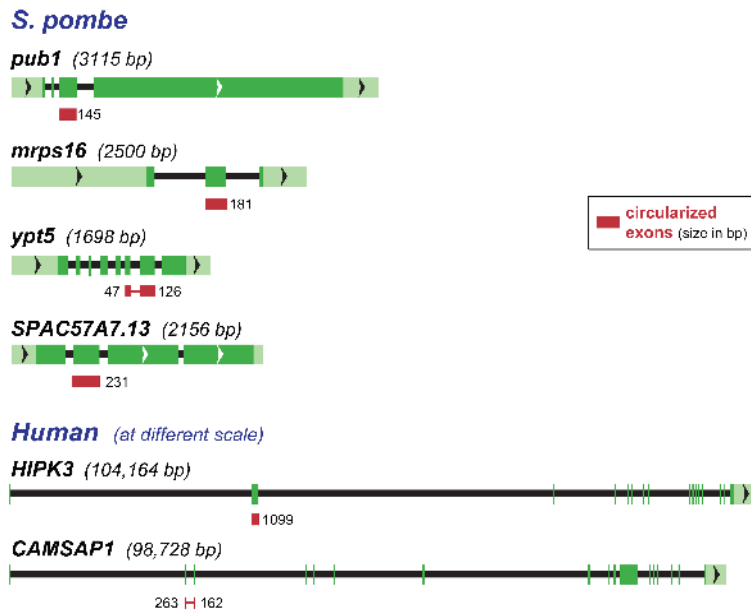 S. pombe
pub1 (3115 bp)
145
mrps16 (2500 bp)
181
circularized
exons (size in bp)
ypt5 (1698 bp)
47 126
SPAC57A7.13 (2156 bp)
231
Human (at different scale)
HIPK3 (104,164 bp)
1099
CAMSAP1 (98,728 bp)
263 162